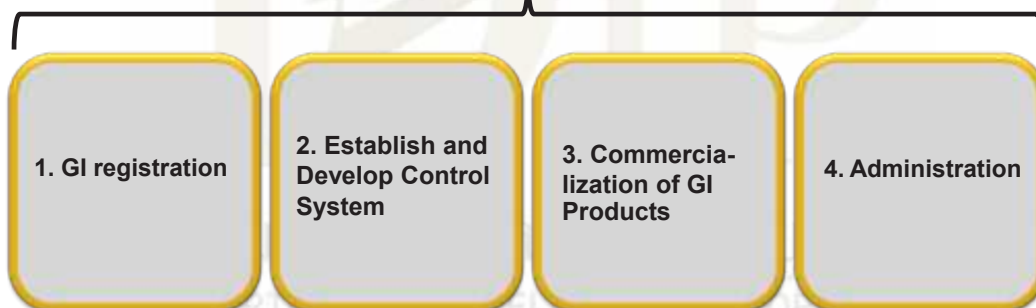 1. GI registration
2. Establish and
Develop Control
System
3. Commercia-
lization of GI
Products
4. Administration